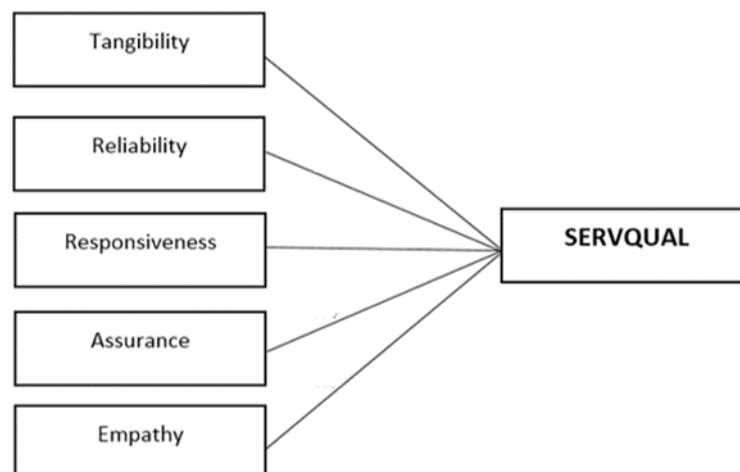 Tangibility
Reliability
Responsiveness
SERVQUAL
Assurance
Empathy